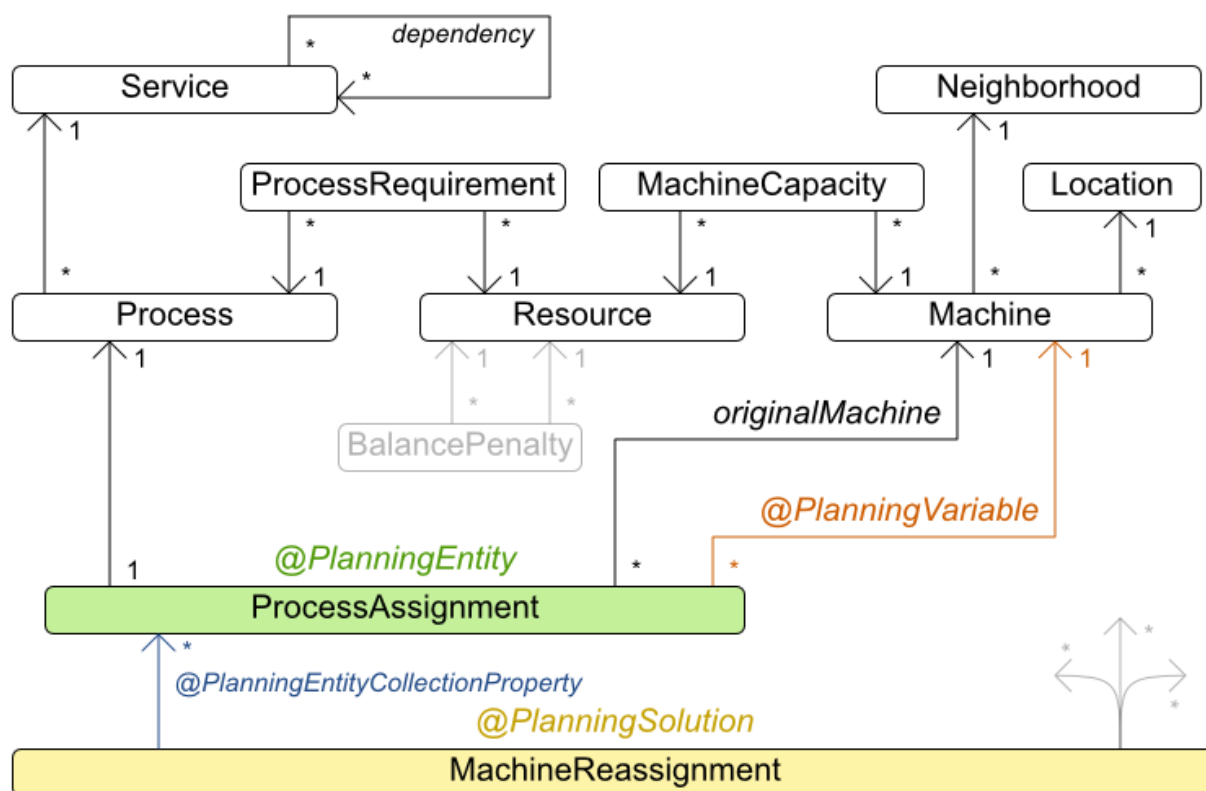 dependency
*
*
Service
Neighborhood
1
1
ProcessRequirement
MachineCapacity
Location
* * * * 1
* 1 1 1 1 * *
Process
Resource
Machine
1 1 1 1 1
* *
originalMachine
BalancePenalty
@PlanningVariable
@PlanningEntity
1 * *
ProcessAssignment
* * *
@PlanningEntityCollectionProperty
*
@PlanningSolution
MachineReassignment